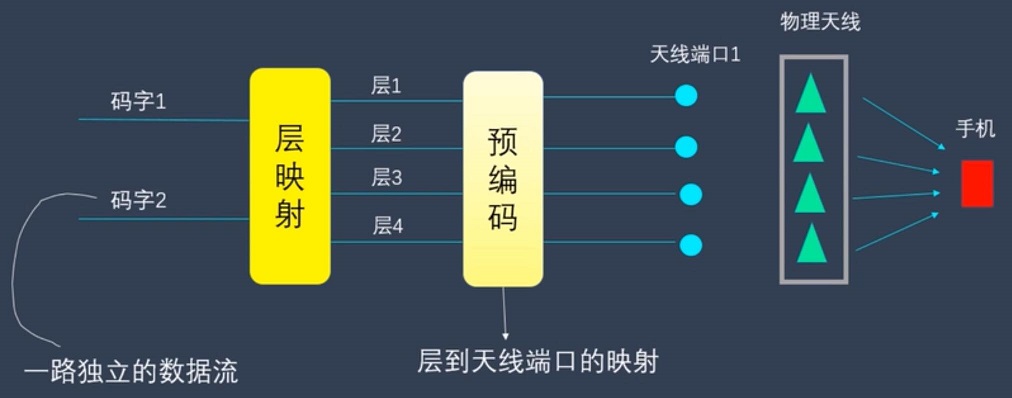 物理天线
天线端口1
码字1
层1
层2
层3
层4
码字2
层映射
预编码
手机
一路独立的数据流
层到天线端口的映射